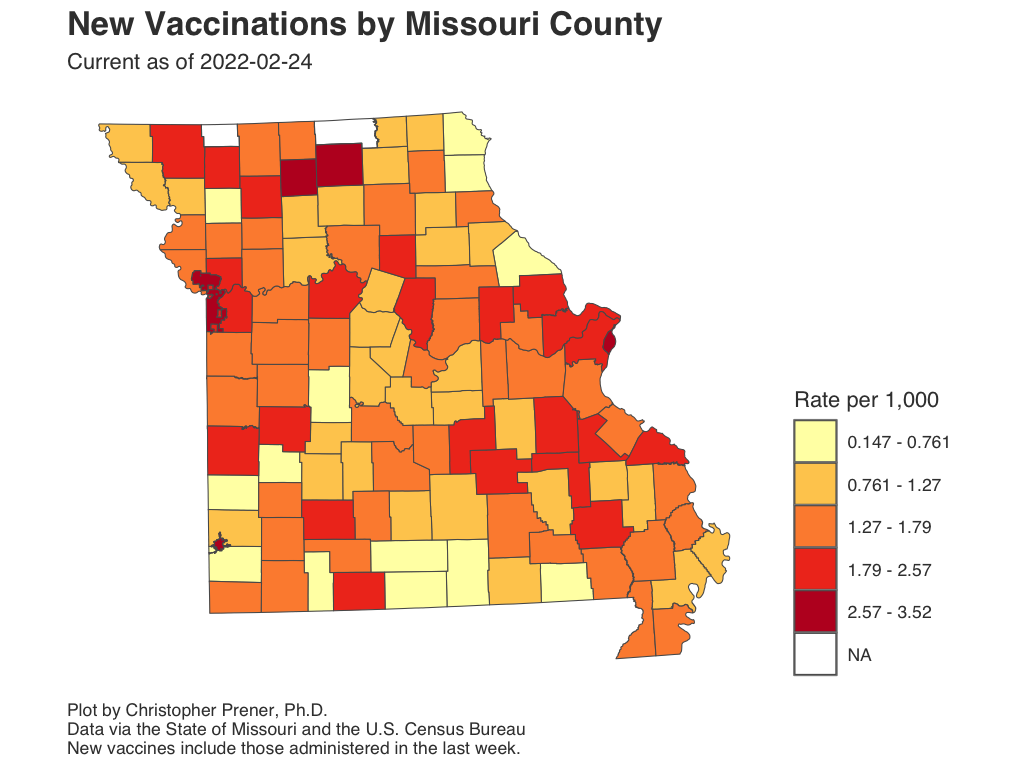 New Vaccinations by Missouri County
Current as of 2022-02-24
Rate per 1,000
0.147 - 0.761
0.761 - 1.27
1.27 - 1.79
1.79 - 2.57
2.57 - 3.52
NA
Plot by Christopher Prener, Ph.D.
Data via the State of Missouri and the U.S. Census Bureau
New vaccines include those administered in the last week.